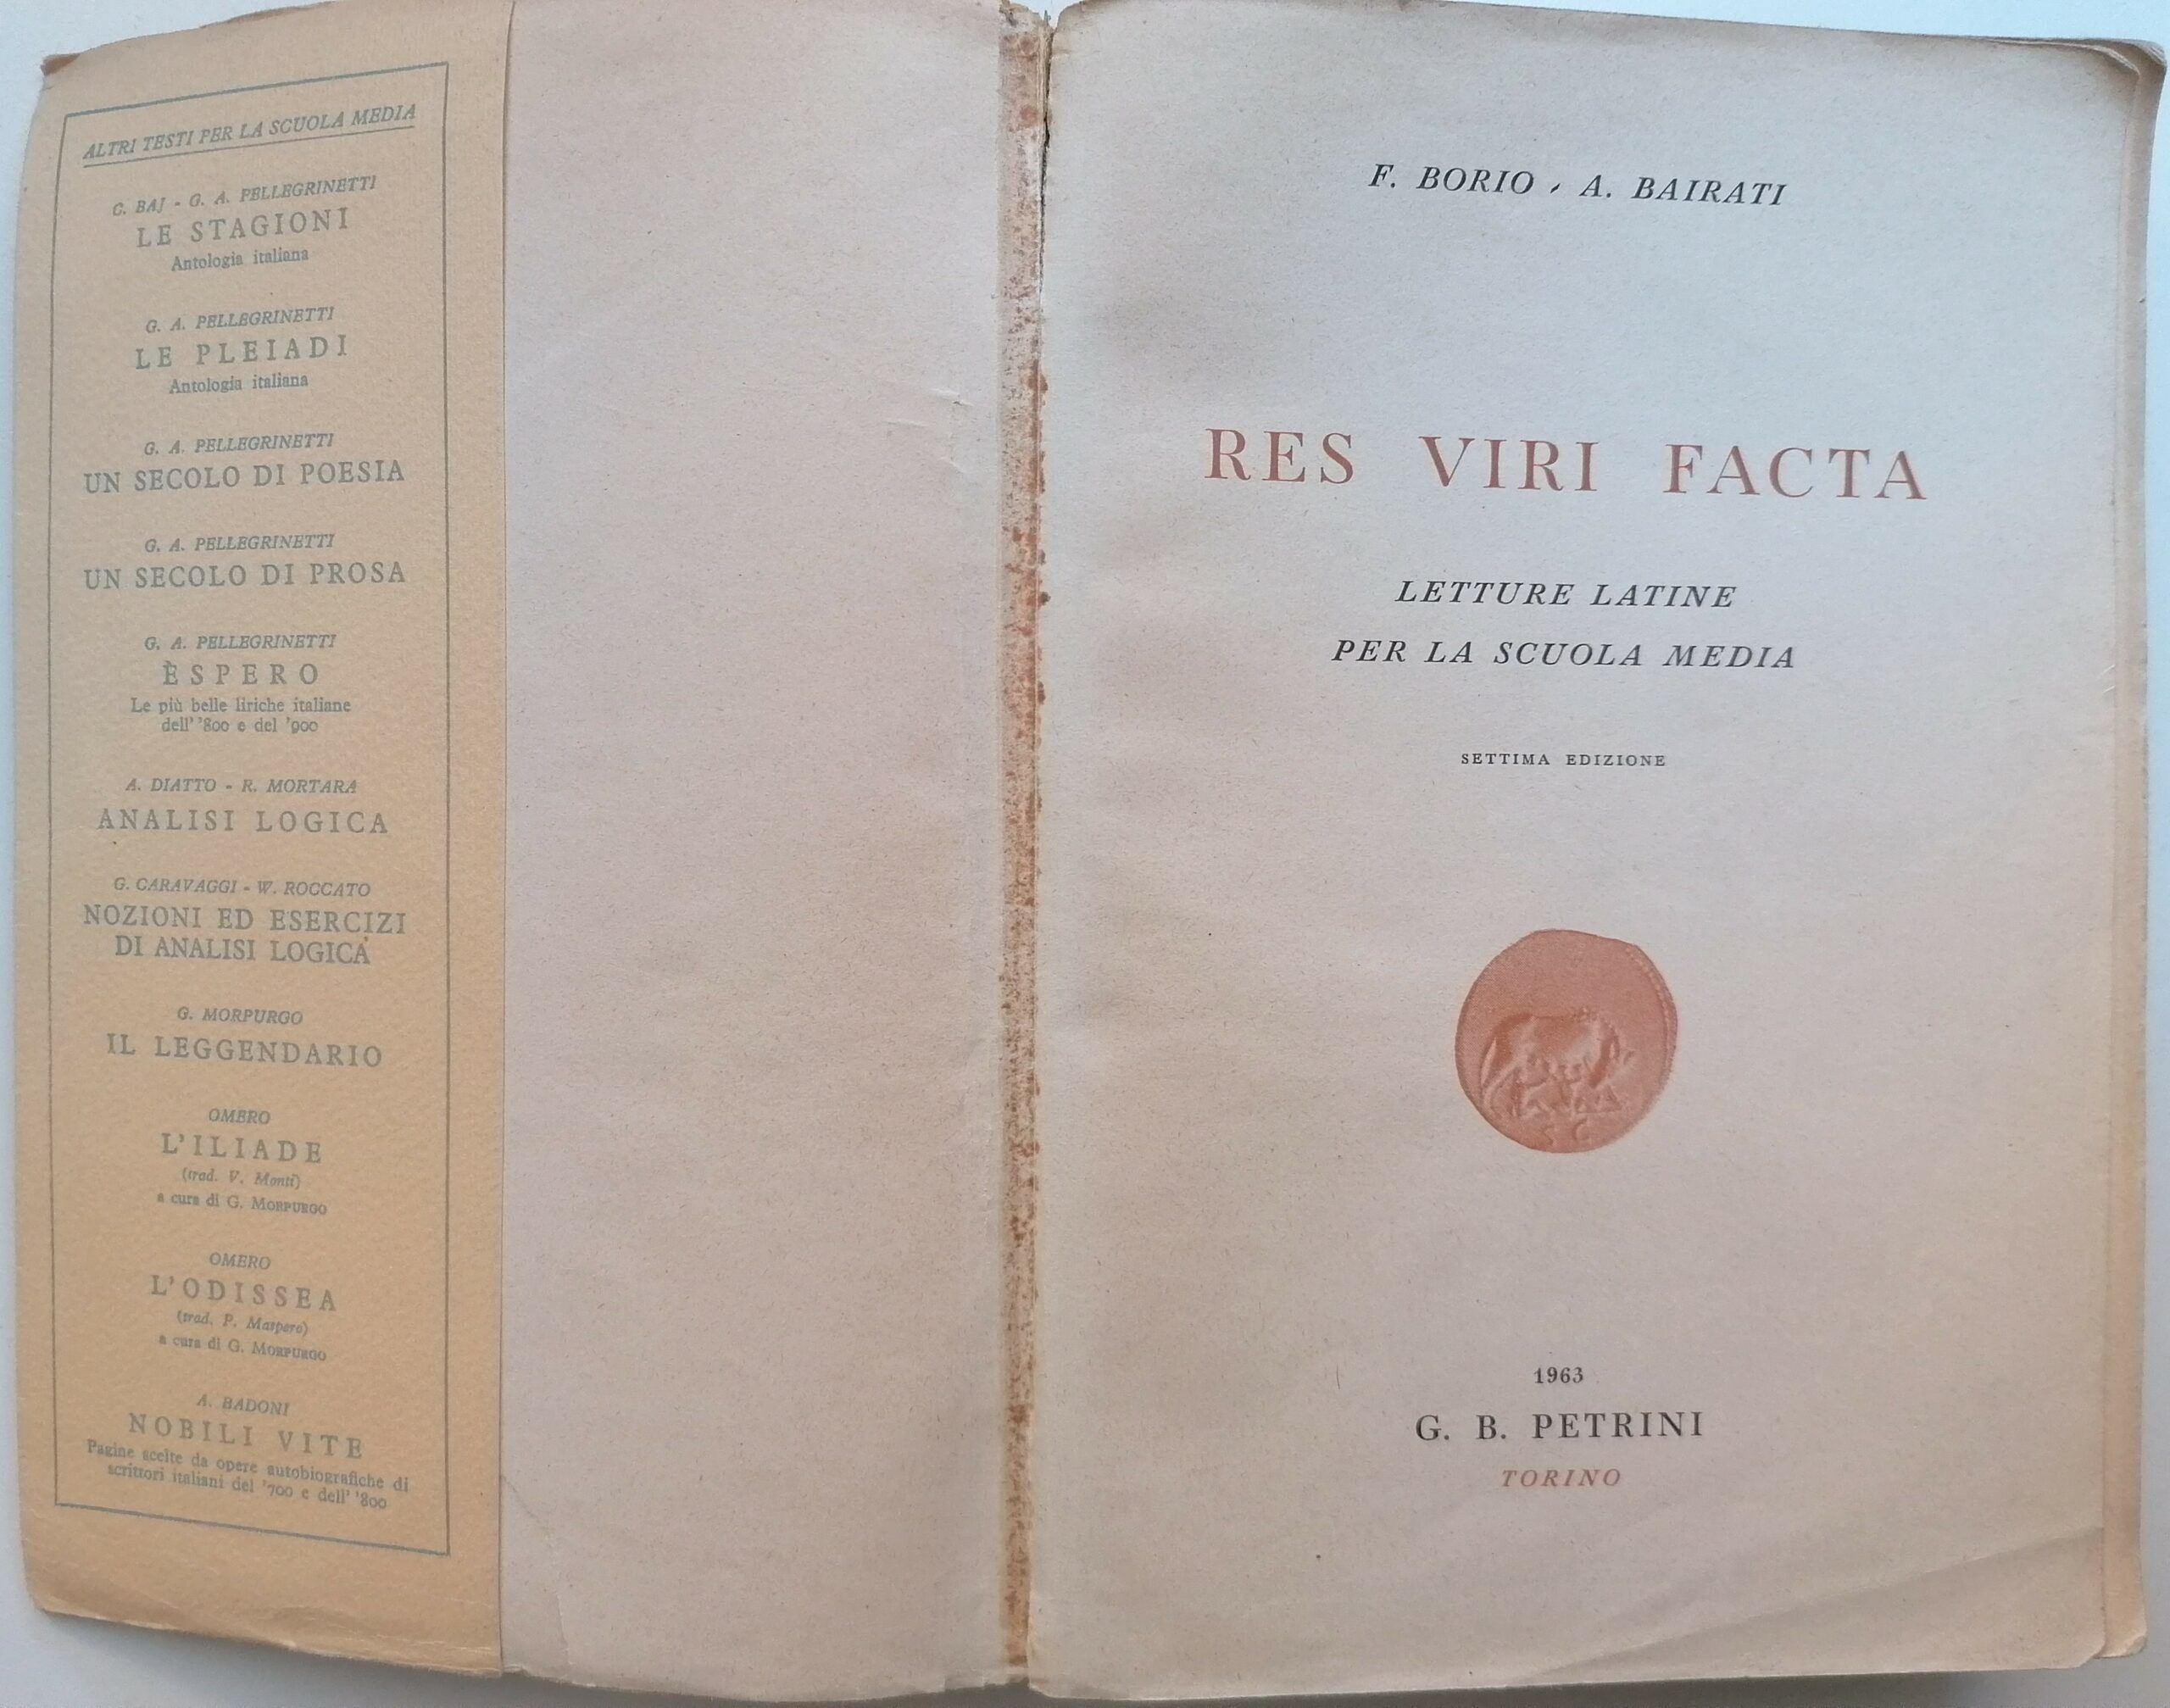 ALTRI TESTI PER LA SCUOLA MEDIA
C. BAJ - G. A. PELLEGRINETTI
LE STAGIONI
Antologia italiana
G. A. PELLEGRINETTI
LE PLEIADI
Antologia italiana
G. A. PELLEGRINETTI
UN SECOLO DI POESIA
G. A. PELLEGRINETTI
UN SECOLO DI PROSA
G. A. PELLEGRINETTI
ÈSPERO
Le più belle liriche italiane
dell' '800 e del '900
A. DIATTO - R. MORTARA
ANALISI LOGICA
G. CARAVAGGI - W. ROCCATO
NOZIONI ED ESERCIZI
DI ANALISI LOGICA
G. MORPURGO
IL LEGGENDARIO
OMERO
L'ILIADE
(trad. V. Monti)
a cura di G. MORPURGO
OMERO
L'ODISSEA
(trad. P. Maspero)
a cura di G. MORPURGO
A. BADONI
NOBILI VITE
Pagine scelte da opere autobiografiche di
scrittori italiani del '700 e dell' '800
F. BORIO - A. BAIRATI
RES VIRI FACTA
LETTURE LATINE
PER LA SCUOLA MEDIA
SETTIMA EDIZIONE
S C
1963
G. B. PETRINI
TORINO